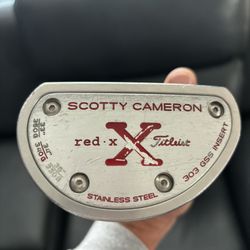 SCOTTY CAMERON
red·x
X
Titleist
303 GSS INSERT
STAINLESS STEEL